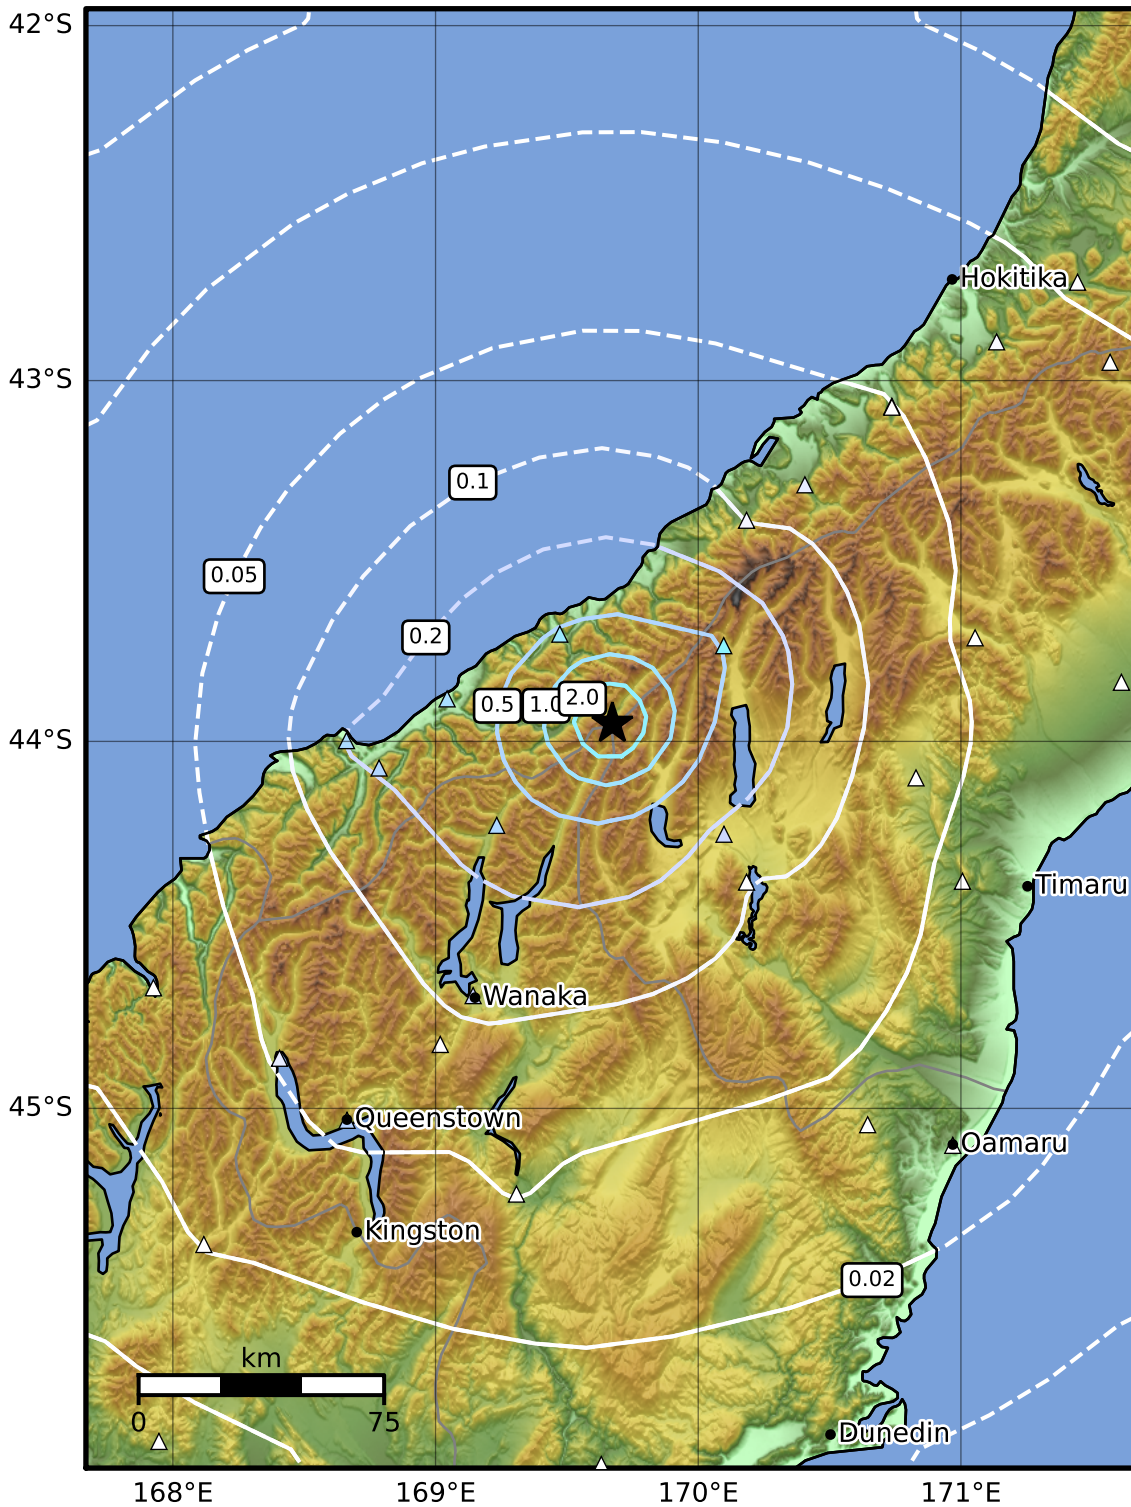 42°S
Hokitika
43°S
0.1
0.05
0.2
0.5
1.0
2.0
44°S
Timaru
Wanaka
45°S
Queenstown
Oamaru
Kingston
0.02
km
0
75
Dunedin
168°E
169°E
170°E
171°E